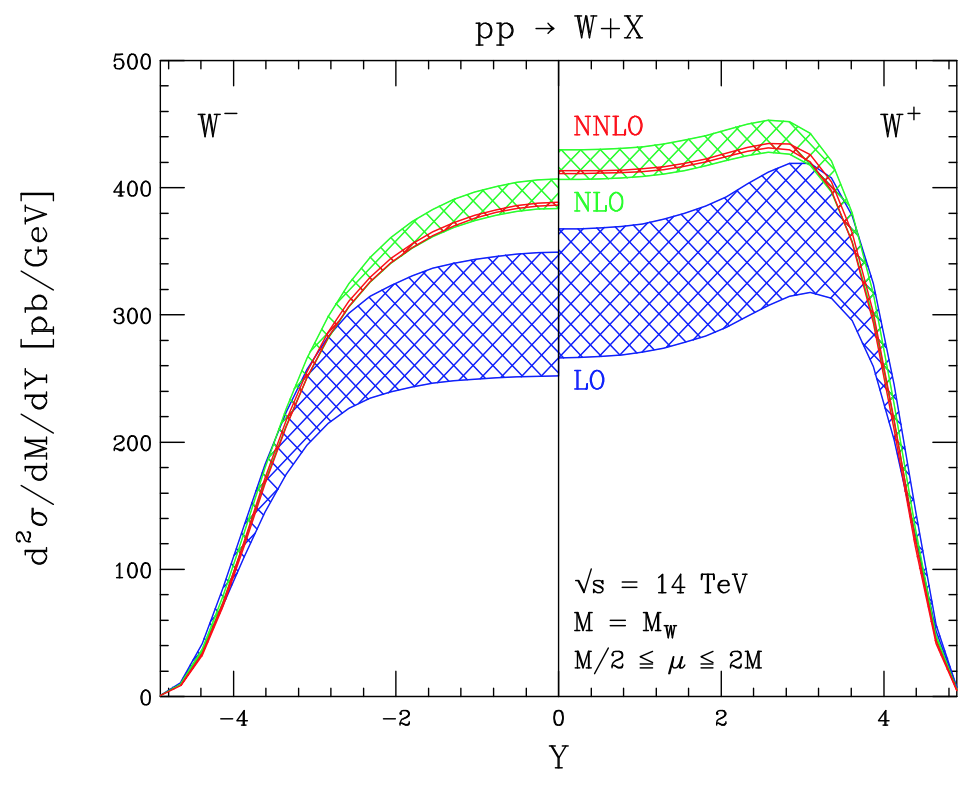 pp → W+X
d²σ/dM/dY [pb/GeV]
500
400
300
200
100
0
W⁻
W⁺
NNLO
NLO
LO
√s = 14 TeV
M = M_W
M/2 ≦ μ ≦ 2M
−4 −2 0 2 4
Y